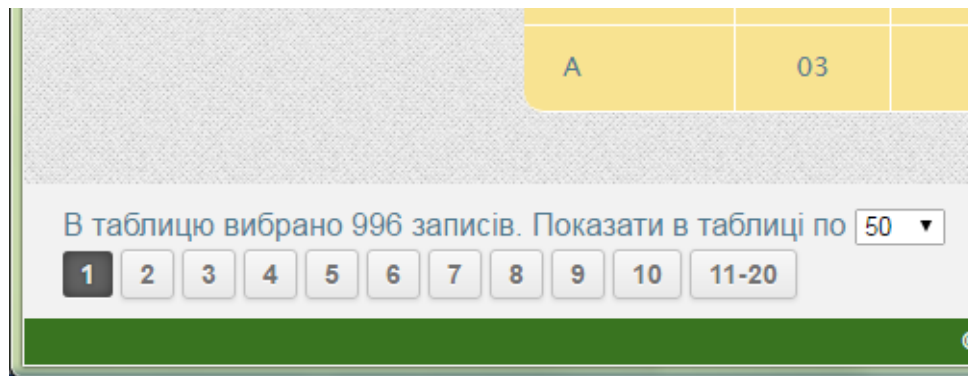 А 03
В таблицю вибрано 996 записів. Показати в таблиці по 50
1 2 3 4 5 6 7 8 9 10 11-20
©